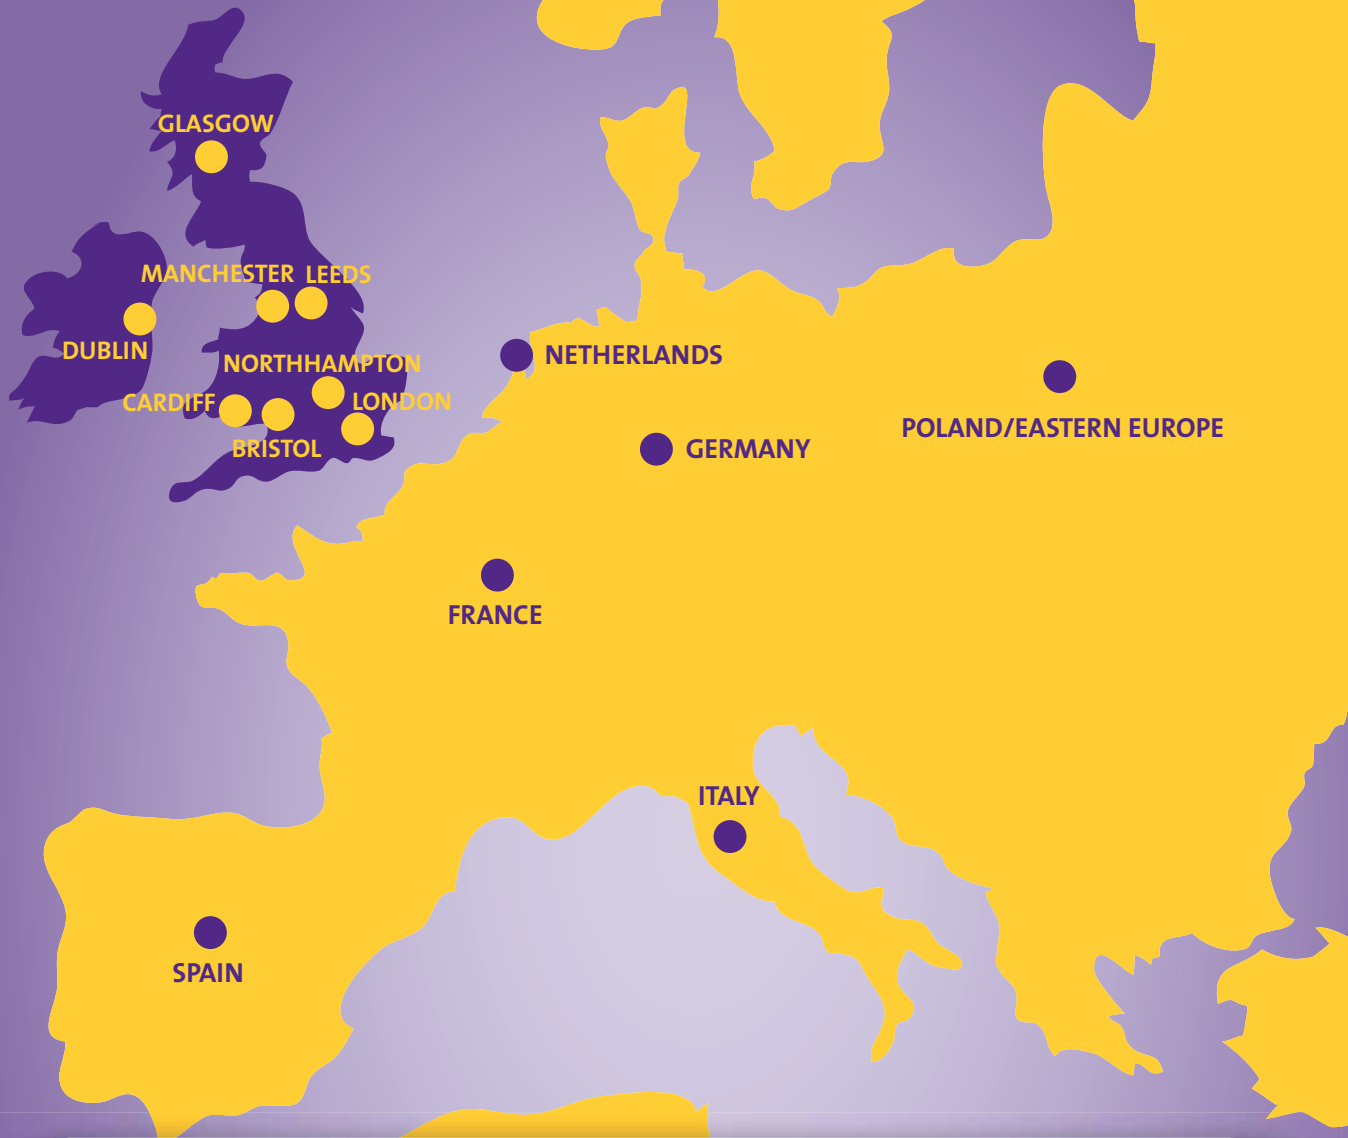 GLASGOW
MANCHESTER
LEEDS
DUBLIN
NORTHHAMPTON
CARDIFF
LONDON
BRISTOL
NETHERLANDS
GERMANY
POLAND/EASTERN EUROPE
FRANCE
ITALY
SPAIN